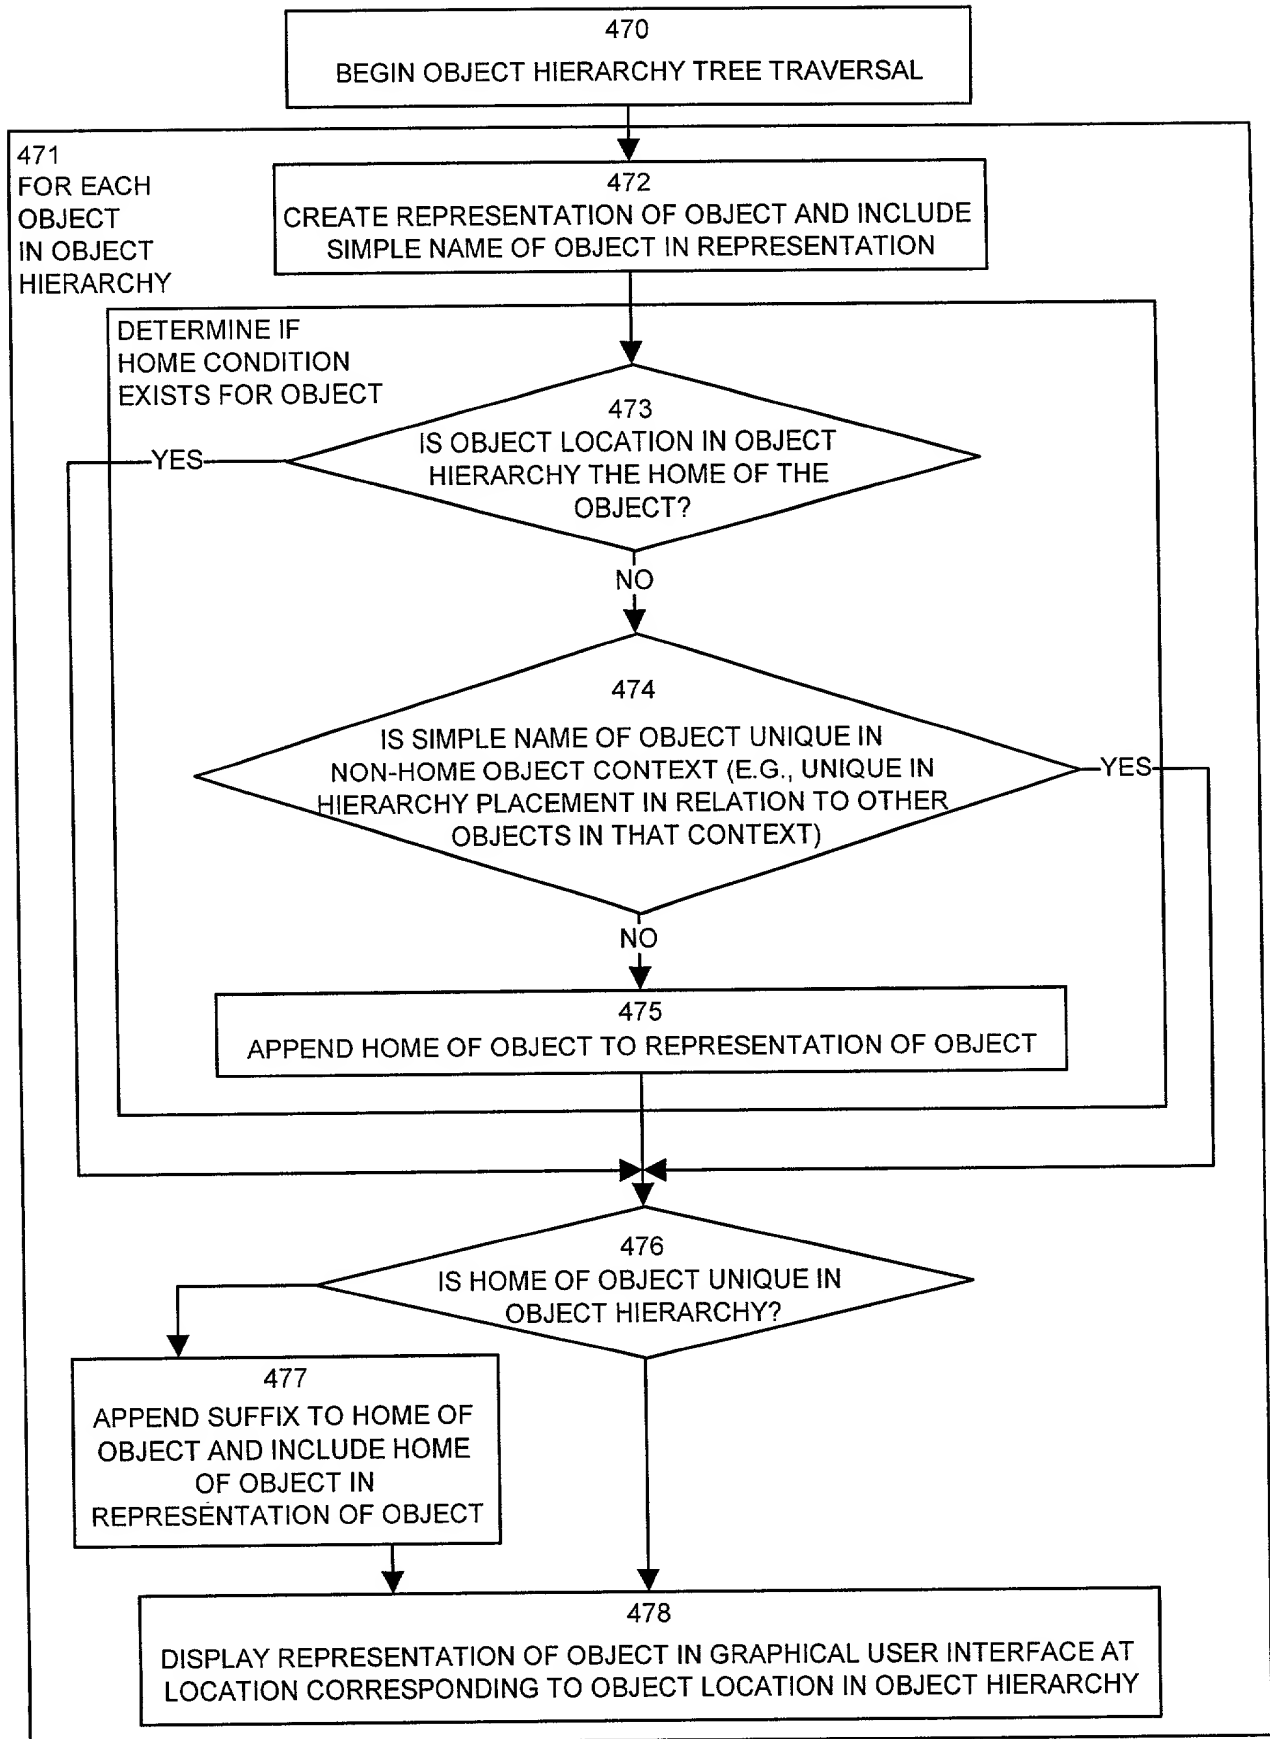 470
BEGIN OBJECT HIERARCHY TREE TRAVERSAL
471
FOR EACH
OBJECT
IN OBJECT
HIERARCHY
472
CREATE REPRESENTATION OF OBJECT AND INCLUDE
SIMPLE NAME OF OBJECT IN REPRESENTATION
DETERMINE IF
HOME CONDITION
EXISTS FOR OBJECT
473
IS OBJECT LOCATION IN OBJECT
HIERARCHY THE HOME OF THE
OBJECT?
YES
NO
474
IS SIMPLE NAME OF OBJECT UNIQUE IN
NON-HOME OBJECT CONTEXT (E.G., UNIQUE IN
HIERARCHY PLACEMENT IN RELATION TO OTHER
OBJECTS IN THAT CONTEXT)
YES
NO
475
APPEND HOME OF OBJECT TO REPRESENTATION OF OBJECT
476
IS HOME OF OBJECT UNIQUE IN
OBJECT HIERARCHY?
477
APPEND SUFFIX TO HOME OF
OBJECT AND INCLUDE HOME
OF OBJECT IN
REPRESENTATION OF OBJECT
478
DISPLAY REPRESENTATION OF OBJECT IN GRAPHICAL USER INTERFACE AT
LOCATION CORRESPONDING TO OBJECT LOCATION IN OBJECT HIERARCHY